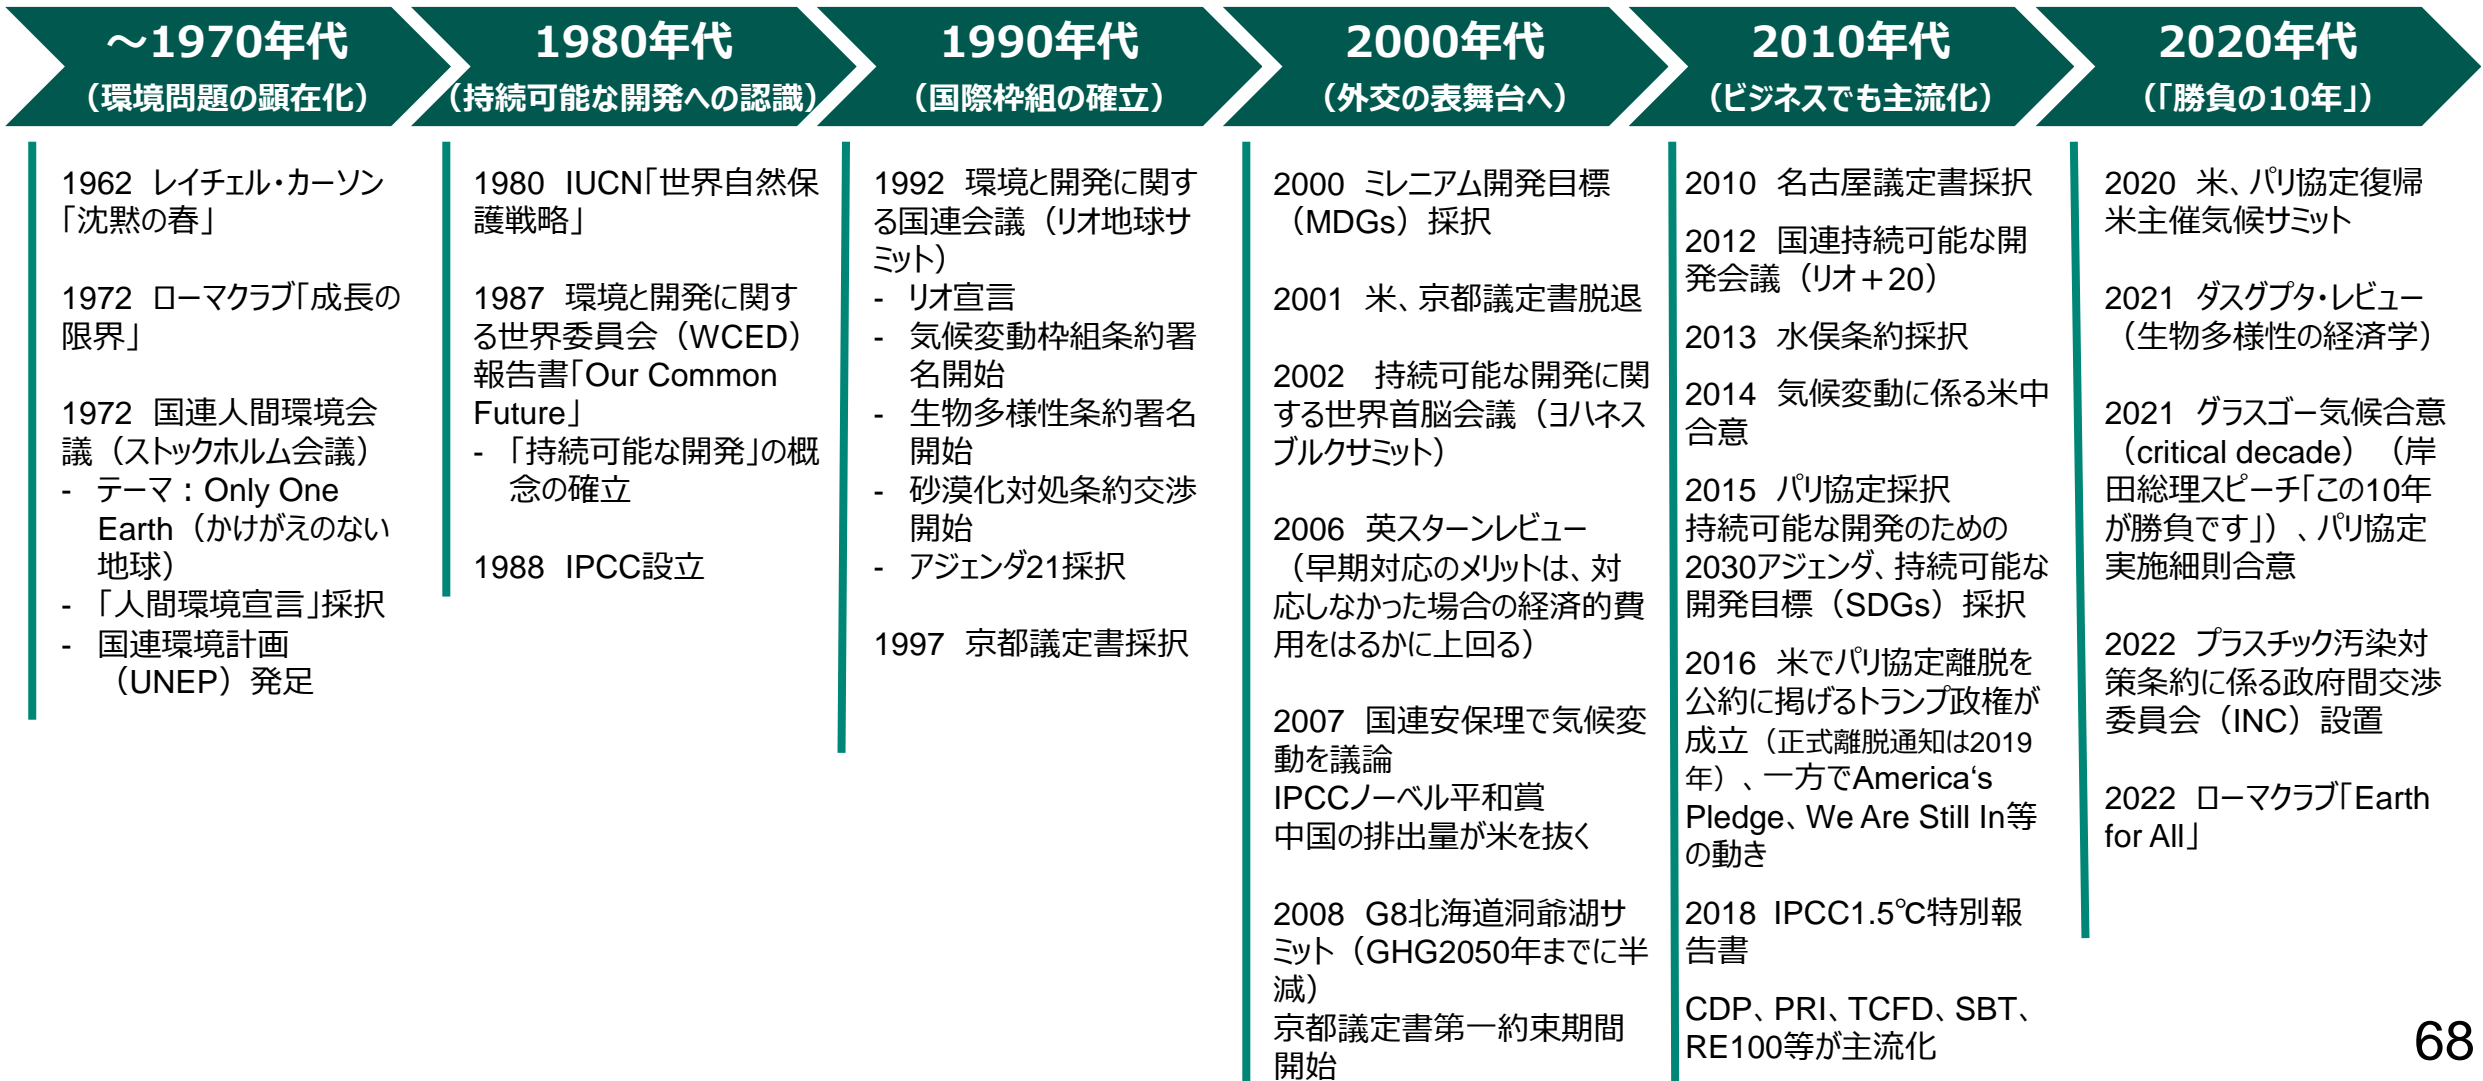 ～1970年代
（環境問題の顕在化）
1980年代
（持続可能な開発への認識）
1990年代
（国際枠組の確立）
2000年代
（外交の表舞台へ）
2010年代
（ビジネスでも主流化）
2020年代
（「勝負の10年」）
1962 レイチェル・カーソン
「沈黙の春」
1972 ローマクラブ「成長の
限界」
1972 国連人間環境会
議（ストックホルム会議）
- テーマ：Only One
Earth（かけがえのない
地球）
- 「人間環境宣言」採択
- 国連環境計画
（UNEP）発足
1980 IUCN「世界自然保
護戦略」
1987 環境と開発に関す
る世界委員会（WCED）
報告書「Our Common
Future」
- 「持続可能な開発」の概
念の確立
1988 IPCC設立
1992 環境と開発に関す
る国連会議（リオ地球サ
ミット）
- リオ宣言
- 気候変動枠組条約署
名開始
- 生物多様性条約署名
開始
- 砂漠化対処条約交渉
開始
- アジェンダ21採択
1997 京都議定書採択
2000 ミレニアム開発目標
（MDGs）採択
2001 米、京都議定書脱退
2002 持続可能な開発に関
する世界首脳会議（ヨハネス
ブルクサミット）
2006 英スターンレビュー
（早期対応のメリットは、対
応しなかった場合の経済的費
用をはるかに上回る）
2007 国連安保理で気候変
動を議論
IPCCノーベル平和賞
中国の排出量が米を抜く
2008 G8北海道洞爺湖サ
ミット（GHG2050年までに半
減）
京都議定書第一約束期間
開始
2010 名古屋議定書採択
2012 国連持続可能な開
発会議（リオ＋20）
2013 水俣条約採択
2014 気候変動に係る米中
合意
2015 パリ協定採択
持続可能な開発のための
2030アジェンダ、持続可能な
開発目標（SDGs）採択
2016 米でパリ協定離脱を
公約に掲げるトランプ政権が
成立（正式離脱通知は2019
年）、一方でAmerica‘s
Pledge、We Are Still In等
の動き
2018 IPCC1.5℃特別報
告書
CDP、PRI、TCFD、SBT、
RE100等が主流化
2020 米、パリ協定復帰
米主催気候サミット
2021 ダスグプタ・レビュー
（生物多様性の経済学）
2021 グラスゴー気候合意
（critical decade）（岸
田総理スピーチ「この10年
が勝負です」）、パリ協定
実施細則合意
2022 プラスチック汚染対
策条約に係る政府間交渉
委員会（INC）設置
2022 ローマクラブ「Earth
for All」
68